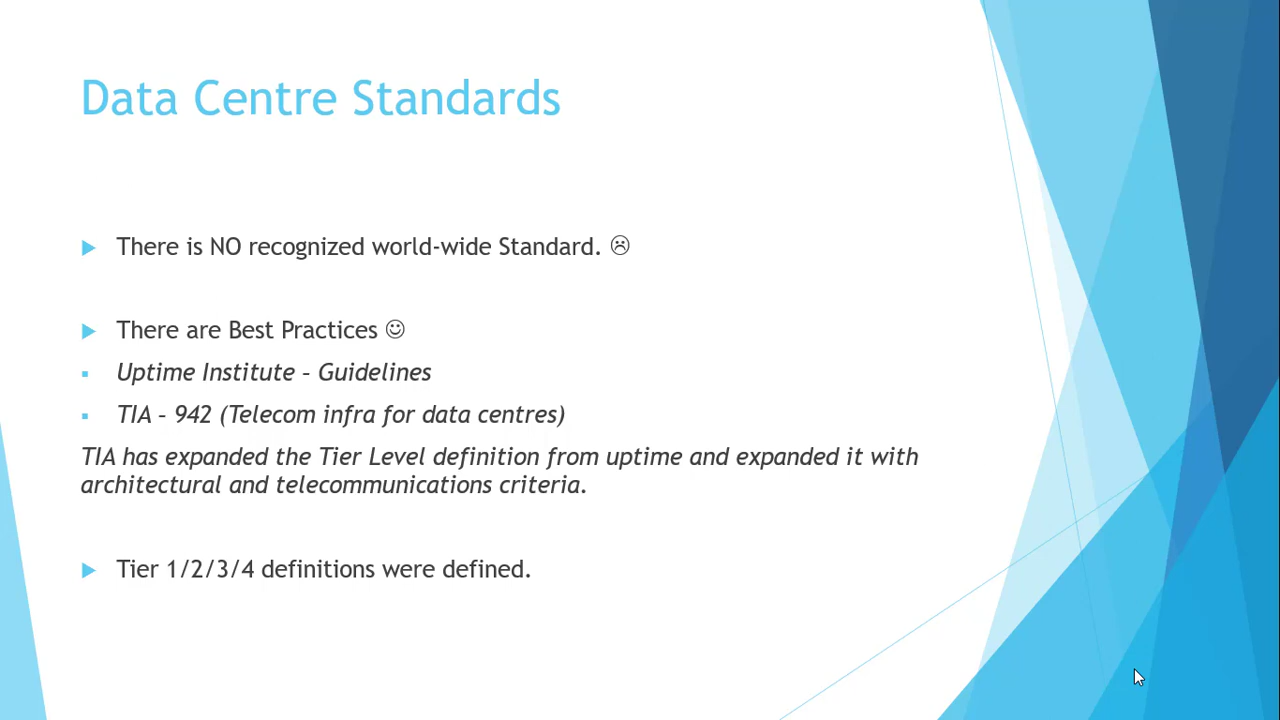 Data Centre Standards
There is NO recognized world-wide Standard. ☹
There are Best Practices ☺
Uptime Institute – Guidelines
TIA – 942 (Telecom infra for data centres)
TIA has expanded the Tier Level definition from uptime and expanded it with
architectural and telecommunications criteria.
Tier 1/2/3/4 definitions were defined.